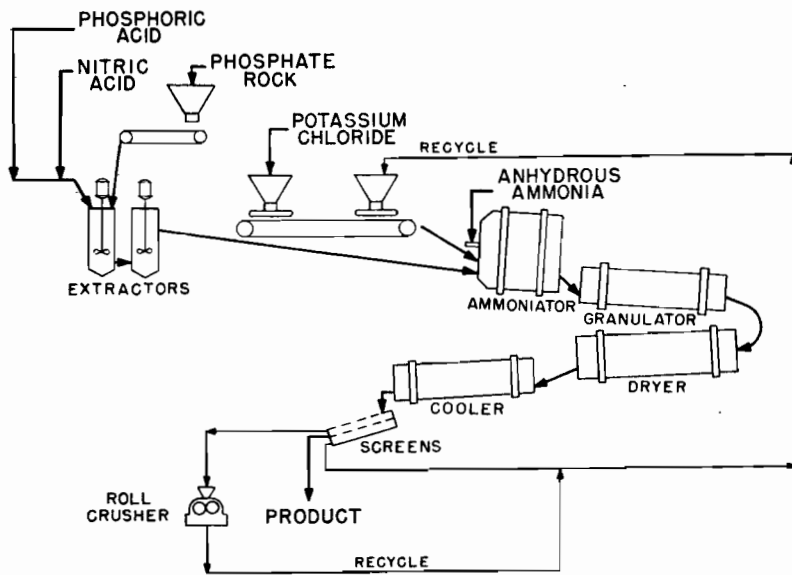 PHOSPHORIC
ACID
NITRIC
ACID
PHOSPHATE
ROCK
POTASSIUM
CHLORIDE
RECYCLE
ANHYDROUS
AMMONIA
EXTRACTORS
AMMONIATOR
GRANULATOR
DRYER
COOLER
SCREENS
ROLL
CRUSHER
PRODUCT
RECYCLE